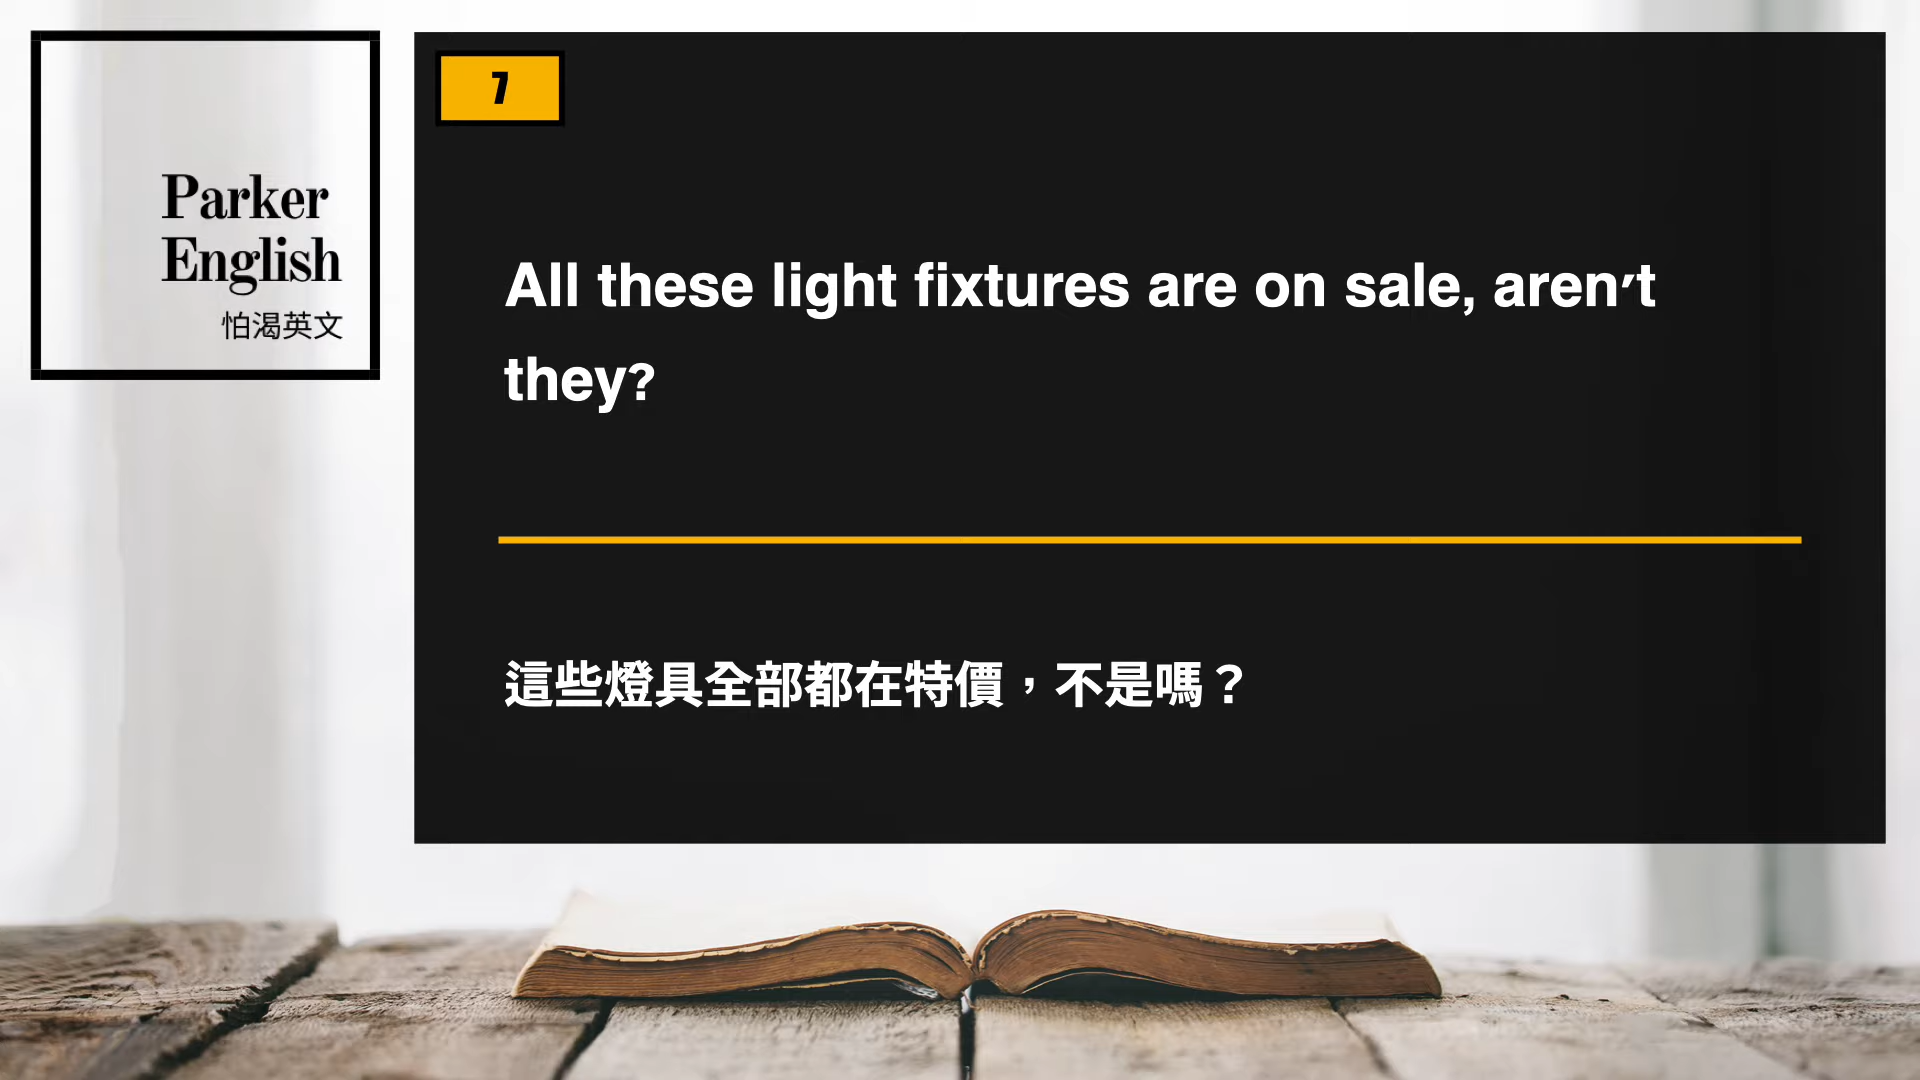 Parker
English
怕渴英文
7
All these light fixtures are on sale, aren't
they?
這些燈具全部都在特價，不是嗎？